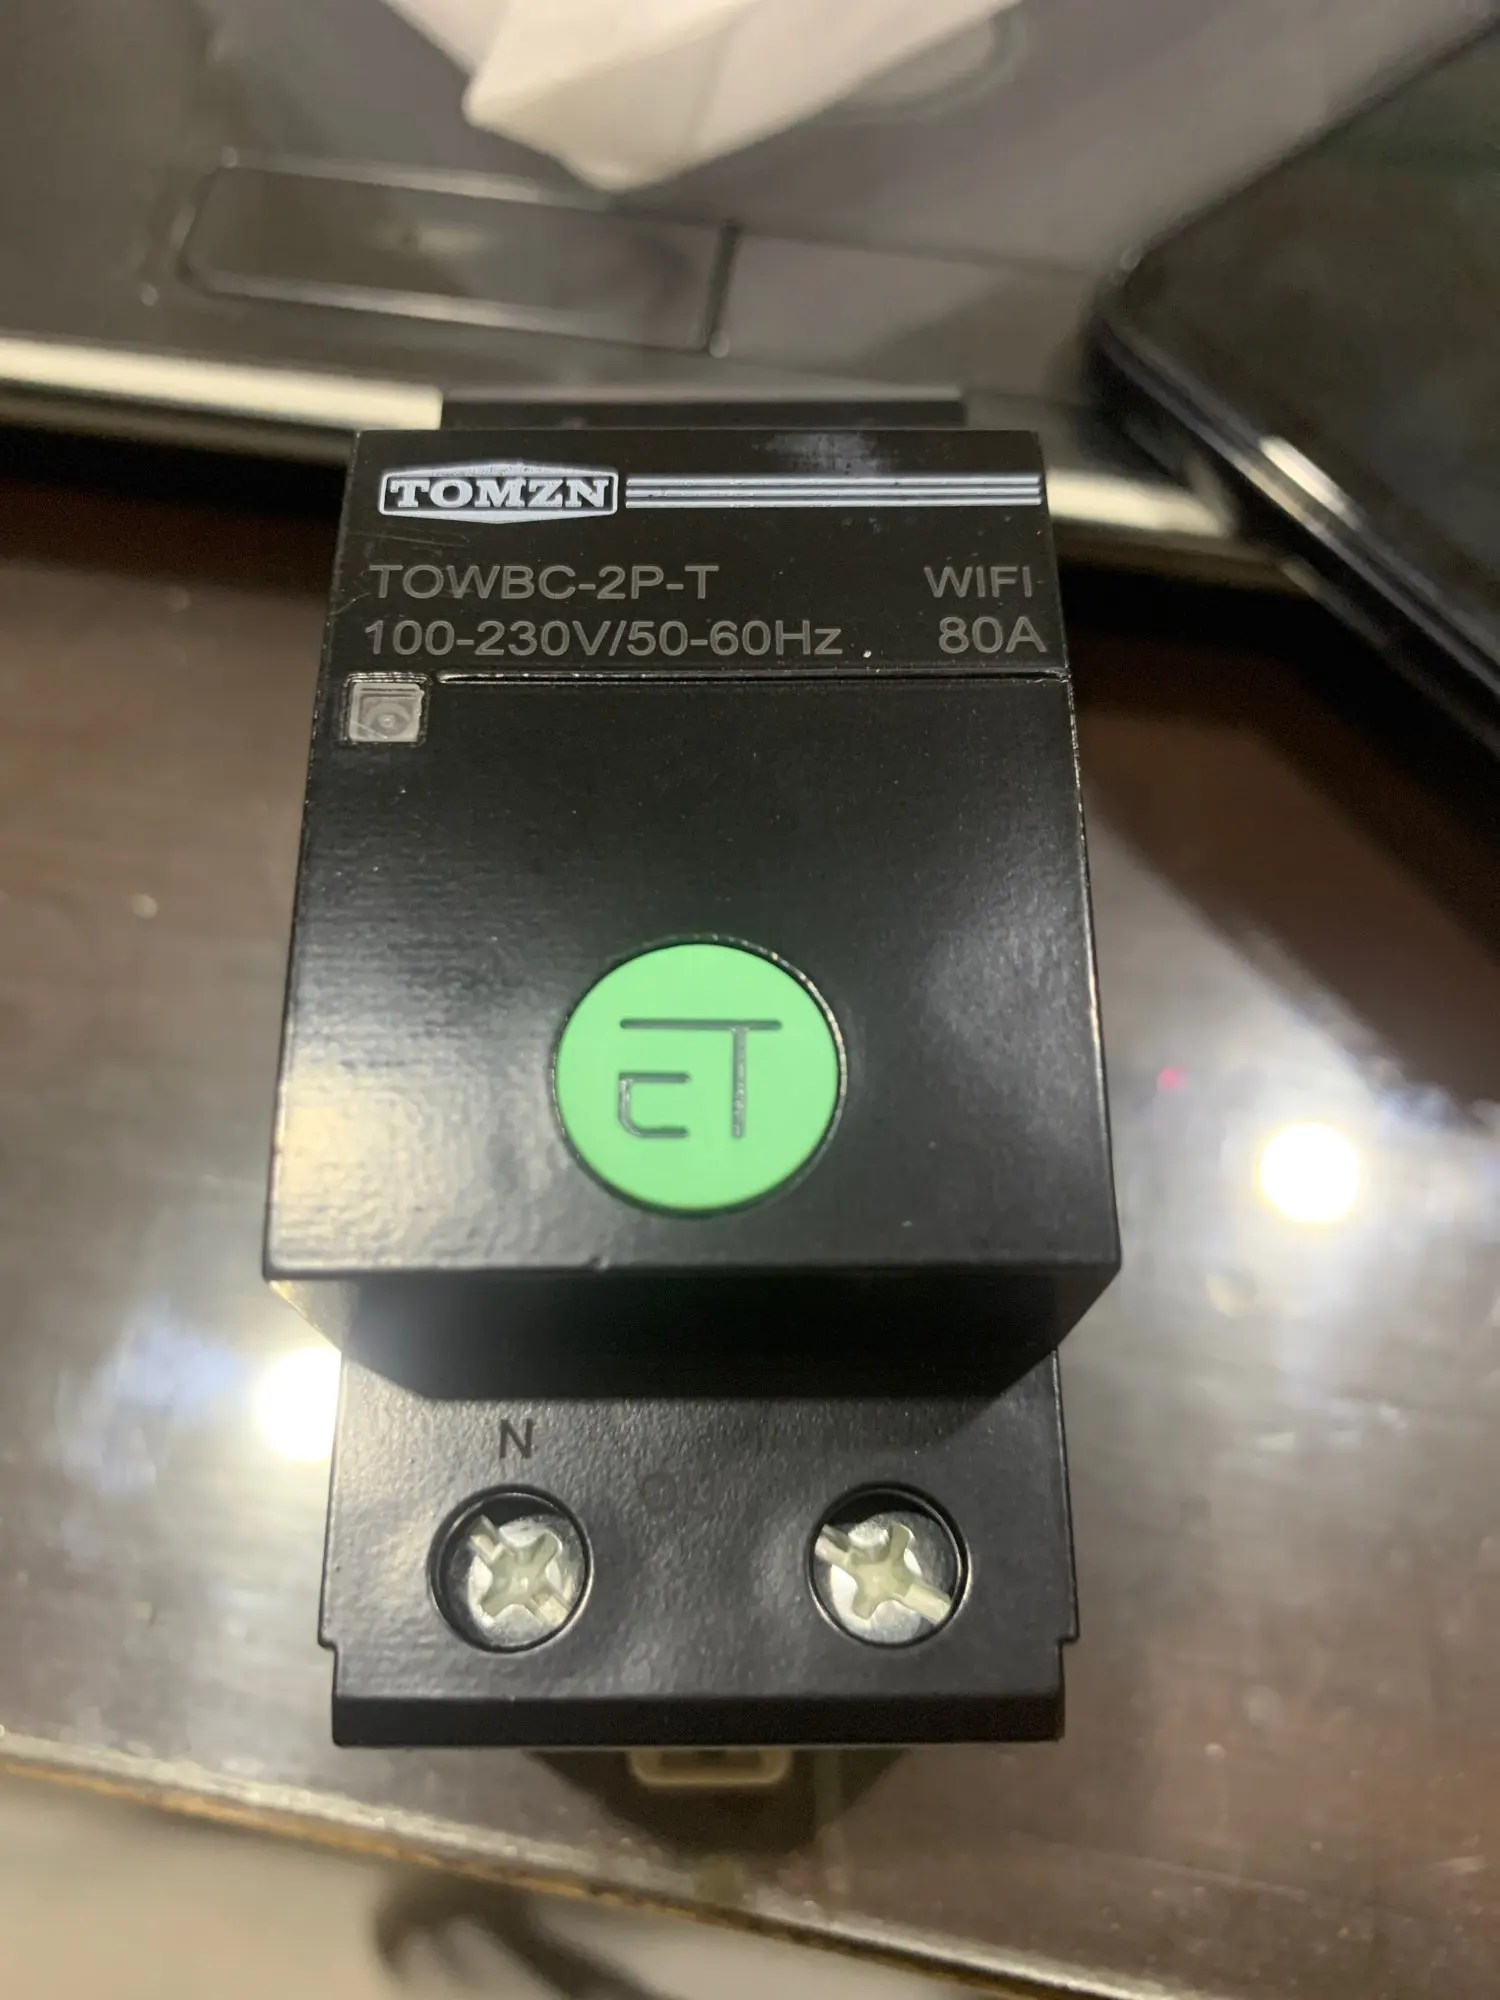 TOMZN
TOWBC-2P-T WIFI
100-230V/50-60Hz 80A
N